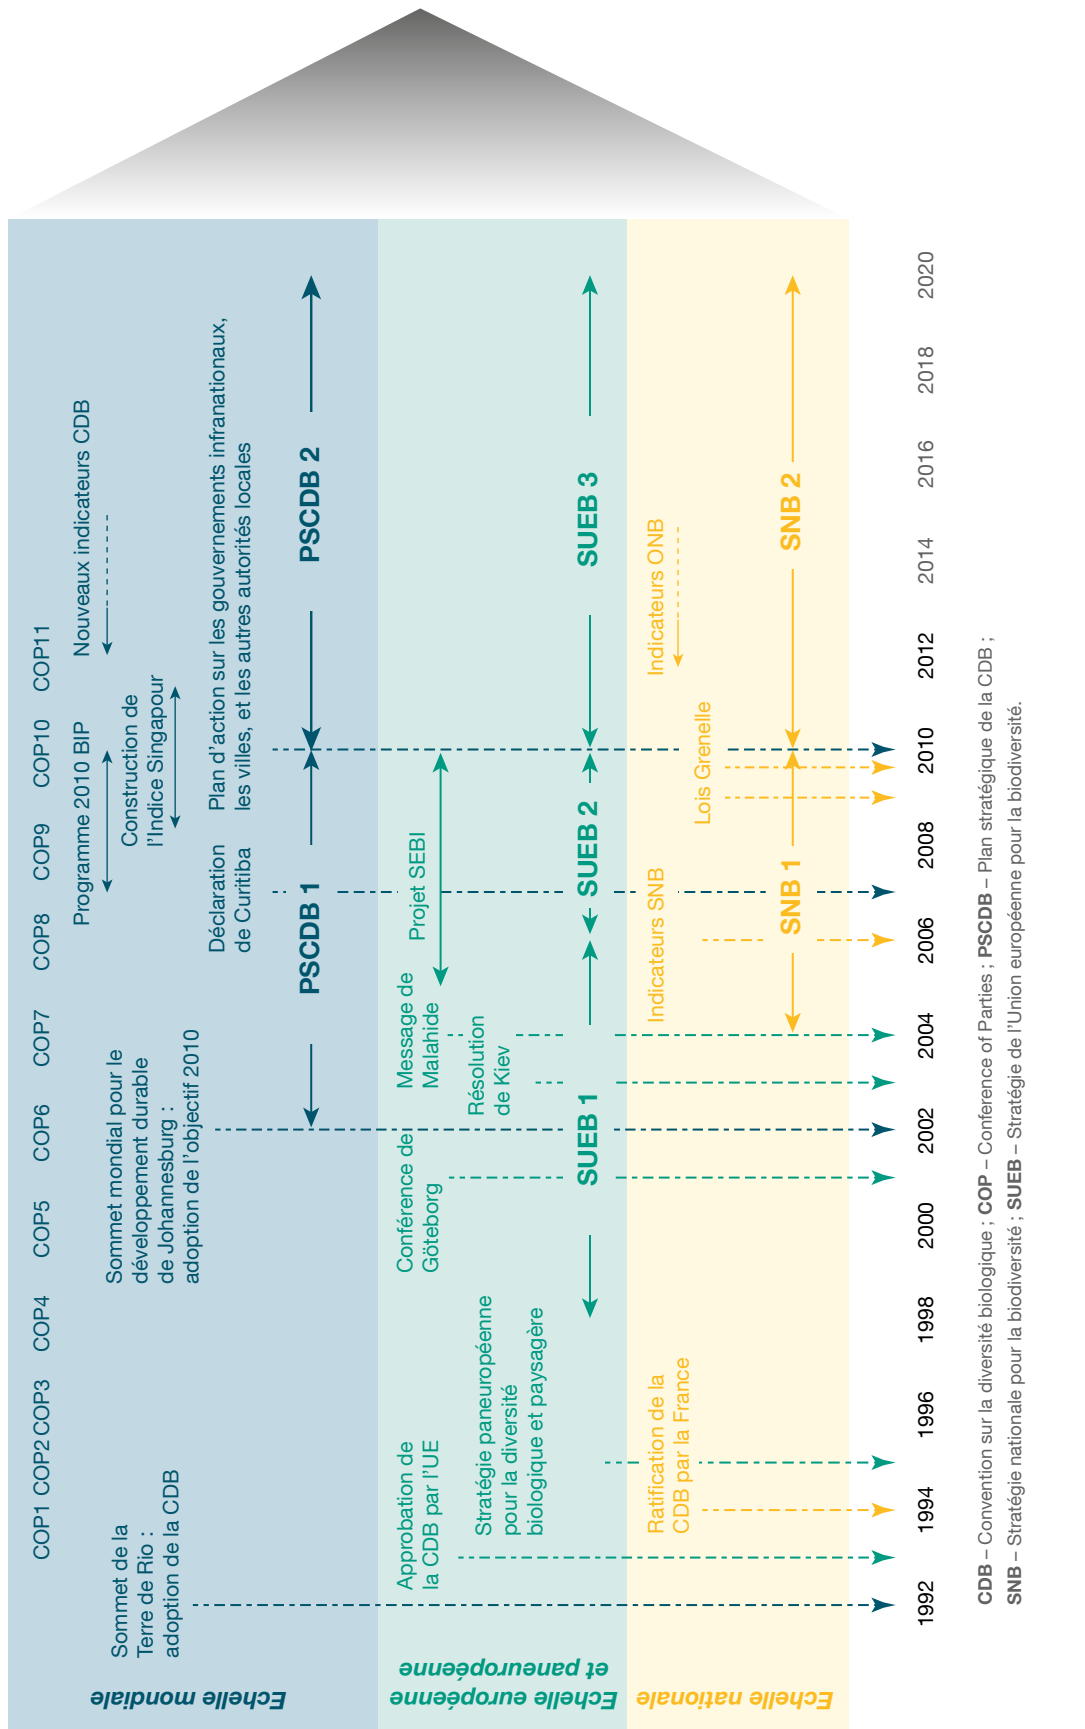 COP1 COP2 COP3 COP4 COP5 COP6 COP7 COP8 COP9 COP10 COP11
Echelle mondiale
Sommet de la
Terre de Rio :
adoption de la CDB
Sommet mondial pour le
développement durable
de Johannesburg :
adoption de l'objectif 2010
Programme 2010 BIP
Nouveaux indicateurs CDB
Construction de
l'Indice Singapour
Déclaration
de Curitiba
Plan d'action sur les gouvernements infranationaux,
les villes, et les autres autorités locales
PSCDB 1
PSCDB 2
Echelle européenne
et paneuropéenne
Approbation de
la CDB par l'UE
Stratégie paneuropéenne
pour la diversité
biologique et paysagère
Conférence de
Göteborg
Message de
Malahide
Résolution
de Kiev
Projet SEBI
SUEB 1
SUEB 2
SUEB 3
Echelle nationale
Ratification de la
CDB par la France
Indicateurs SNB
Lois Grenelle
Indicateurs ONB
SNB 1
SNB 2
1992 1994 1996 1998 2000 2002 2004 2006 2008 2010 2012 2014 2016 2018 2020
CDB – Convention sur la diversité biologique ; COP – Conference of Parties ; PSCDB – Plan stratégique de la CDB ;
SNB – Stratégie nationale pour la biodiversité ; SUEB – Stratégie de l'Union européenne pour la biodiversité.